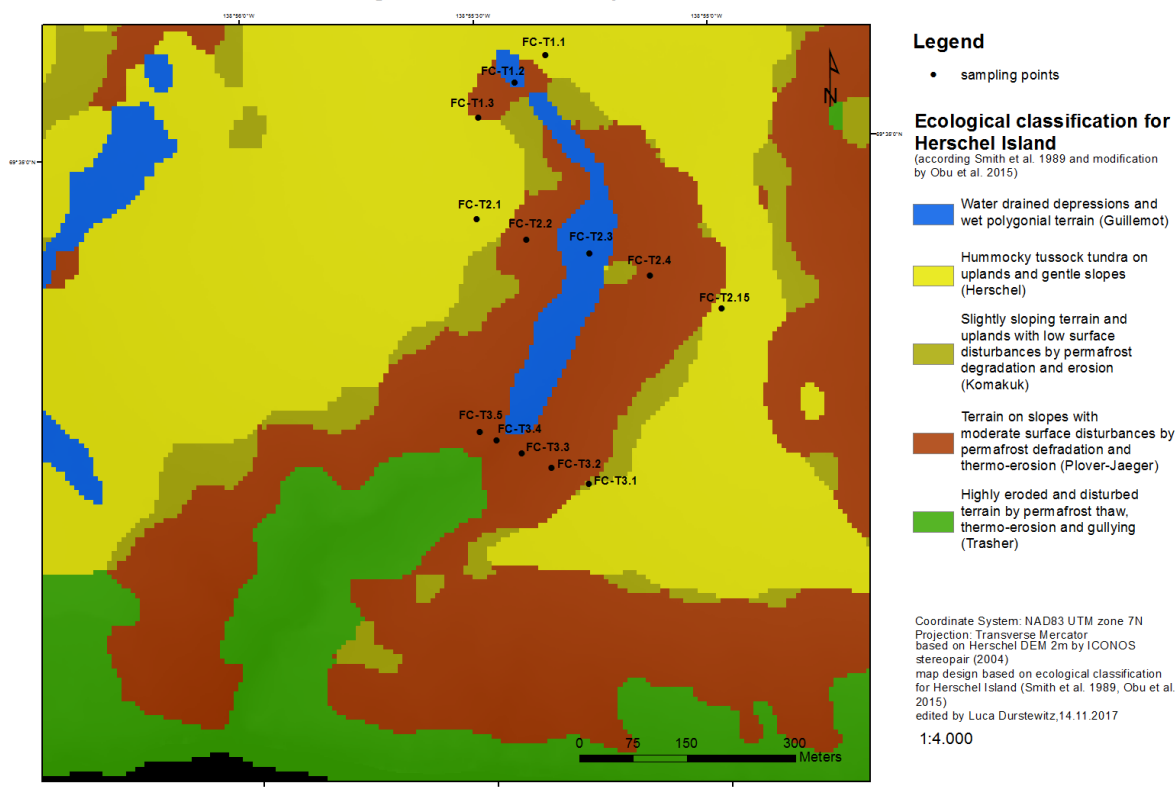 138°56'0"W
138°55'30"W
138°55'0"W
69°38'0"N
69°38'0"N
FC-T1.1
FC-T1.2
FC-T1.3
FC-T2.1
FC-T2.2
FC-T2.3
FC-T2.4
FC-T2.15
FC-T3.5
FC-T3.4
FC-T3.3
FC-T3.2
FC-T3.1
N
0 75 150 300
Meters
Legend
sampling points
Ecological classification for
Herschel Island
(according Smith et al. 1989 and modification
by Obu et al. 2015)
Water drained depressions and
wet polygonial terrain (Guillemot)
Hummocky tussock tundra on
uplands and gentle slopes
(Herschel)
Slightly sloping terrain and
uplands with low surface
disturbances by permafrost
degradation and erosion
(Komakuk)
Terrain on slopes with
moderate surface disturbances by
permafrost defradation and
thermo-erosion (Plover-Jaeger)
Highly eroded and disturbed
terrain by permafrost thaw,
thermo-erosion and gullying
(Trasher)
Coordinate System: NAD83 UTM zone 7N
Projection: Transverse Mercator
based on Herschel DEM 2m by ICONOS
stereopair (2004)
map design based on ecological classification
for Herschel Island (Smith et al. 1989, Obu et al.
2015)
edited by Luca Durstewitz,14.11.2017
1:4.000